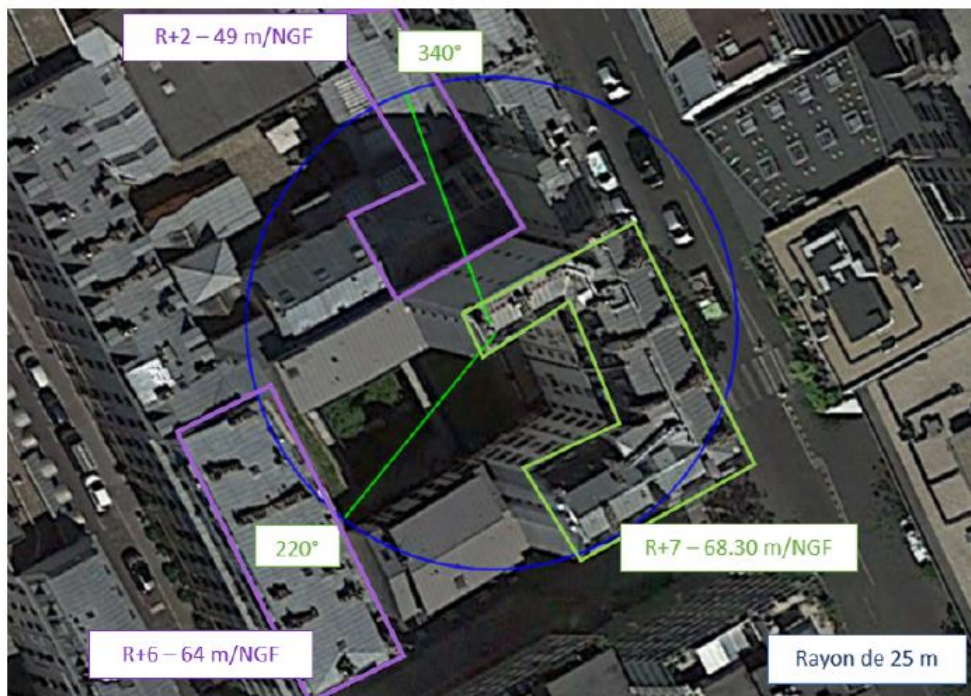 R+2 – 49 m/NGF
340°
220°
R+7 – 68.30 m/NGF
R+6 – 64 m/NGF
Rayon de 25 m